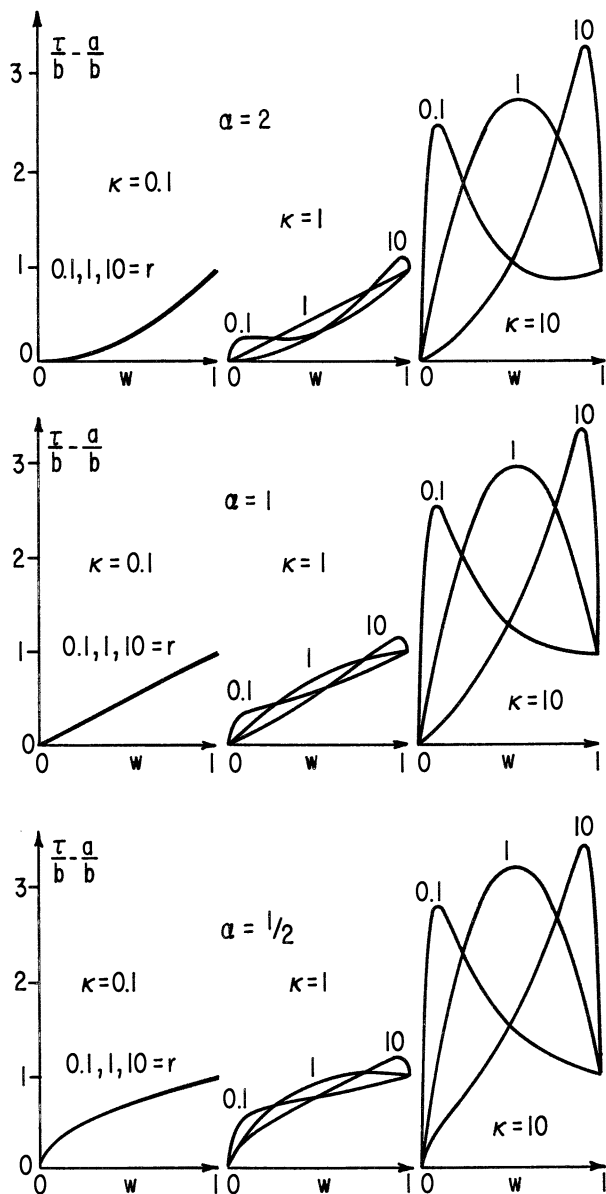 τ/b - a/b
3
2
1
0
α = 2
κ = 0.1
0.1, 1, 10 = r
0 w 1
κ = 1
0.1
1
10
0 w 1
0.1
1
10
κ = 10
0 w 1
τ/b - a/b
3
2
1
0
α = 1
κ = 0.1
0.1, 1, 10 = r
0 w 1
κ = 1
0.1
1
10
0 w 1
0.1
1
10
κ = 10
0 w 1
τ/b - a/b
3
2
1
0
α = 1/2
κ = 0.1
0.1, 1, 10 = r
0 w 1
κ = 1
0.1
1
10
0 w 1
0.1
1
10
κ = 10
0 w 1